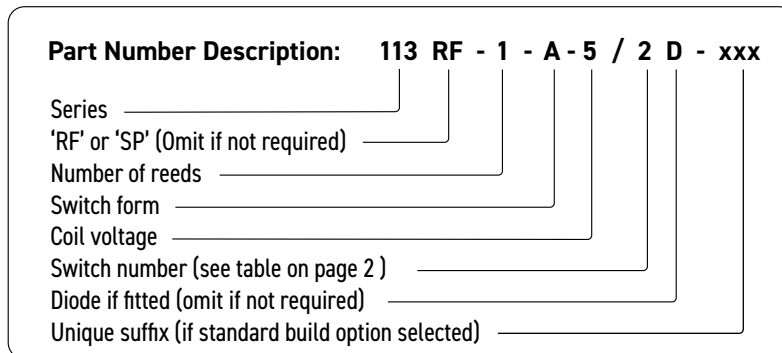 Part Number Description: 113 RF - 1 - A - 5 / 2 D - xxx
Series
‘RF’ or ‘SP’ (Omit if not required)
Number of reeds
Switch form
Coil voltage
Switch number (see table on page 2 )
Diode if fitted (omit if not required)
Unique suffix (if standard build option selected)